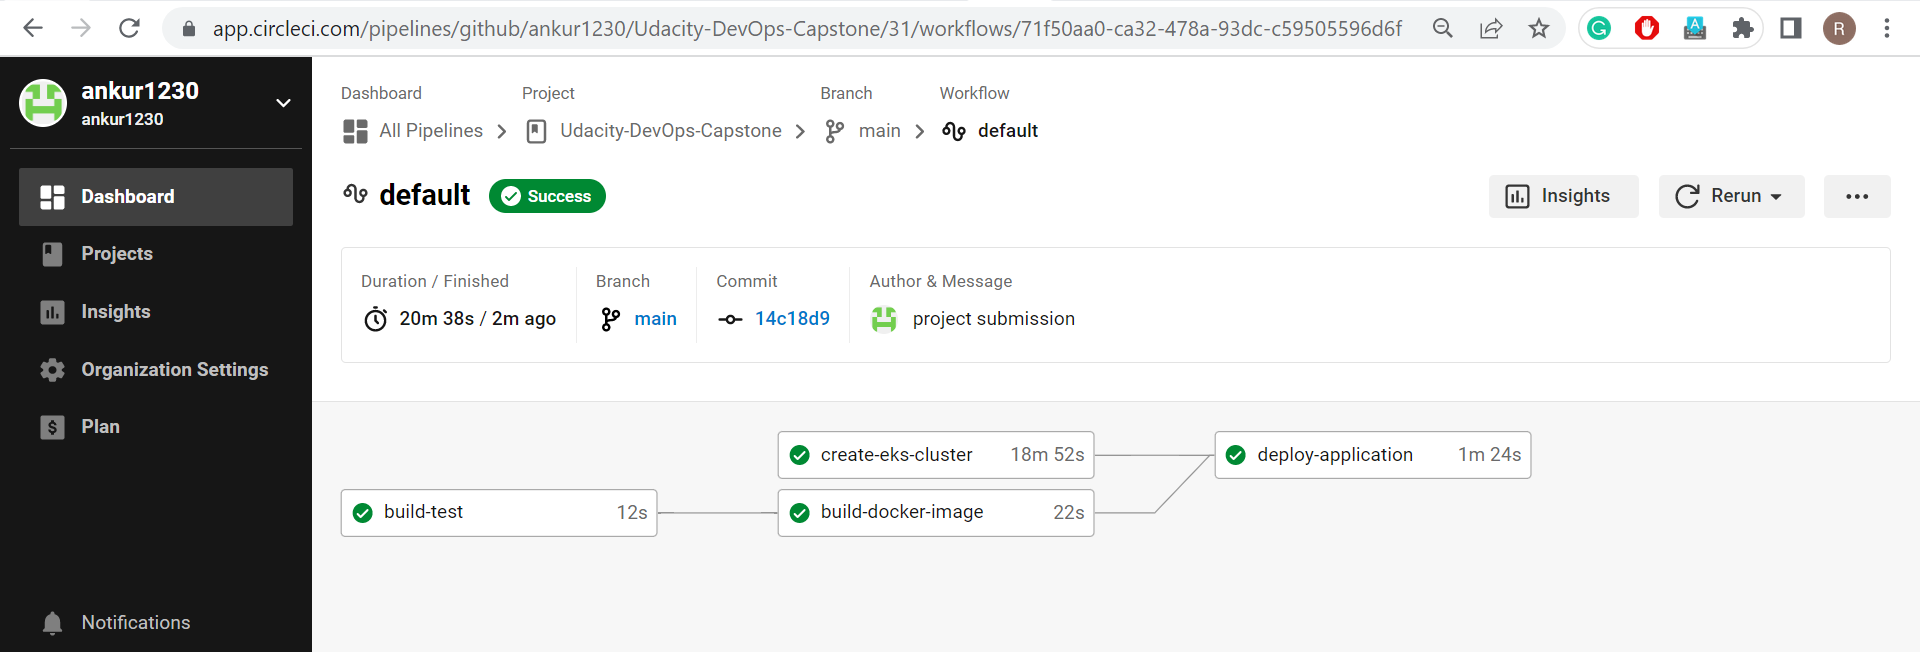 app.circleci.com/pipelines/github/ankur1230/Udacity-DevOps-Capstone/31/workflows/71f50aa0-ca32-478a-93dc-c59505596d6f
R
ankur1230
ankur1230
Dashboard
Projects
Insights
Organization Settings
Plan
Notifications
Dashboard Project Branch Workflow
All Pipelines Udacity-DevOps-Capstone main default
default Success Insights Rerun
Duration / Finished Branch Commit Author & Message
20m 38s / 2m ago main 14c18d9 project submission
create-eks-cluster 18m 52s deploy-application 1m 24s
build-test 12s build-docker-image 22s